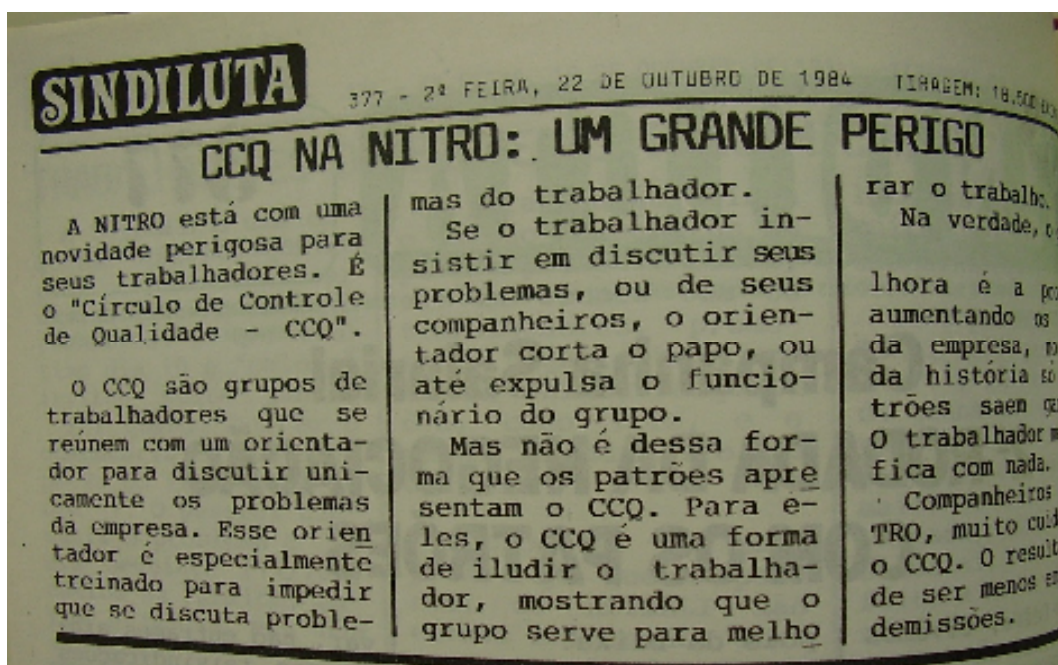 SINDILUTA
377 - 2ª FEIRA, 22 DE OUTUBRO DE 1984 TIRAGEM: 18.500
CCQ NA NITRO: UM GRANDE PERIGO
A NITRO está com uma
novidade perigosa para
seus trabalhadores. É
o "Círculo de Controle
de Qualidade - CCQ".
O CCQ são grupos de
trabalhadores que se
reúnem com um orienta-
dor para discutir uni-
camente os problemas
da empresa. Esse orien
tador é especialmente
treinado para impedir
que se discuta proble-
mas do trabalhador.
Se o trabalhador in-
sistir em discutir seus
problemas, ou de seus
companheiros, o orien-
tador corta o papo, ou
até expulsa o funcio-
nário do grupo.
Mas não é dessa for-
ma que os patrões apre
sentam o CCQ. Para e-
les, o CCQ é uma forma
de iludir o trabalha-
dor, mostrando que o
grupo serve para melho
rar o trabalho.
Na verdade, o
lhora é a
aumentando os
da empresa,
da história só
trões saem
O trabalhador
fica com nada.
Companheiros
TRO, muito
o CCQ. O
de ser menos
demissões.